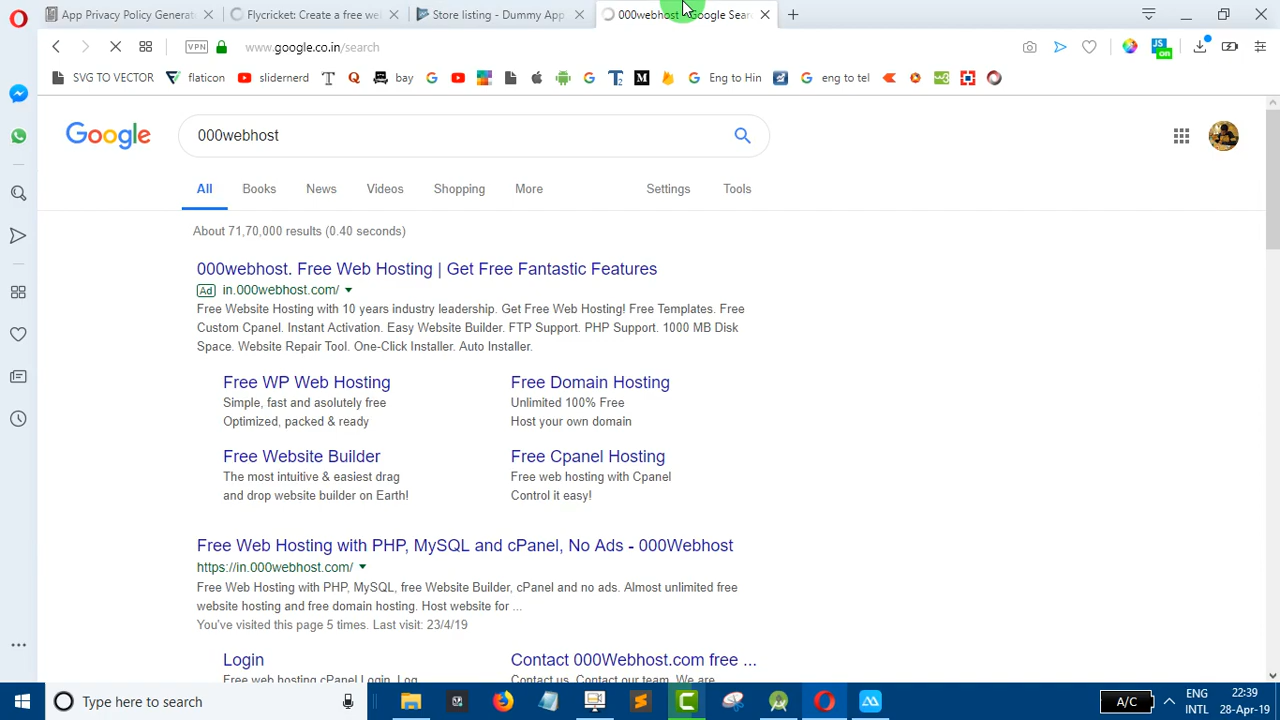 App Privacy Policy Generat
Flycricket: Create a free we
Store listing - Dummy App
000webhost - Google Sear
VPN
www.google.co.in/search
JS
on
SVG TO VECTOR
flaticon
slidernerd
bay
Eng to Hin
eng to tel
Google
000webhost
All
Books
News
Videos
Shopping
More
Settings
Tools
About 71,70,000 results (0.40 seconds)
000webhost. Free Web Hosting | Get Free Fantastic Features
Ad in.000webhost.com/
Free Website Hosting with 10 years industry leadership. Get Free Web Hosting! Free Templates. Free
Custom Cpanel. Instant Activation. Easy Website Builder. FTP Support. PHP Support. 1000 MB Disk
Space. Website Repair Tool. One-Click Installer. Auto Installer.
Free WP Web Hosting
Simple, fast and asolutely free
Optimized, packed & ready
Free Domain Hosting
Unlimited 100% Free
Host your own domain
Free Website Builder
The most intuitive & easiest drag
and drop website builder on Earth!
Free Cpanel Hosting
Free web hosting with Cpanel
Control it easy!
Free Web Hosting with PHP, MySQL and cPanel, No Ads - 000Webhost
https://in.000webhost.com/
Free Web Hosting with PHP, MySQL, free Website Builder, cPanel and no ads. Almost unlimited free
website hosting and free domain hosting. Host website for ...
You've visited this page 5 times. Last visit: 23/4/19
Login
Free web hosting cPanel Login. Log
Contact 000Webhost.com free ...
Contact us. Contact our team. We are
Type here to search
A/C
ENG
INTL
22:39
28-Apr-19